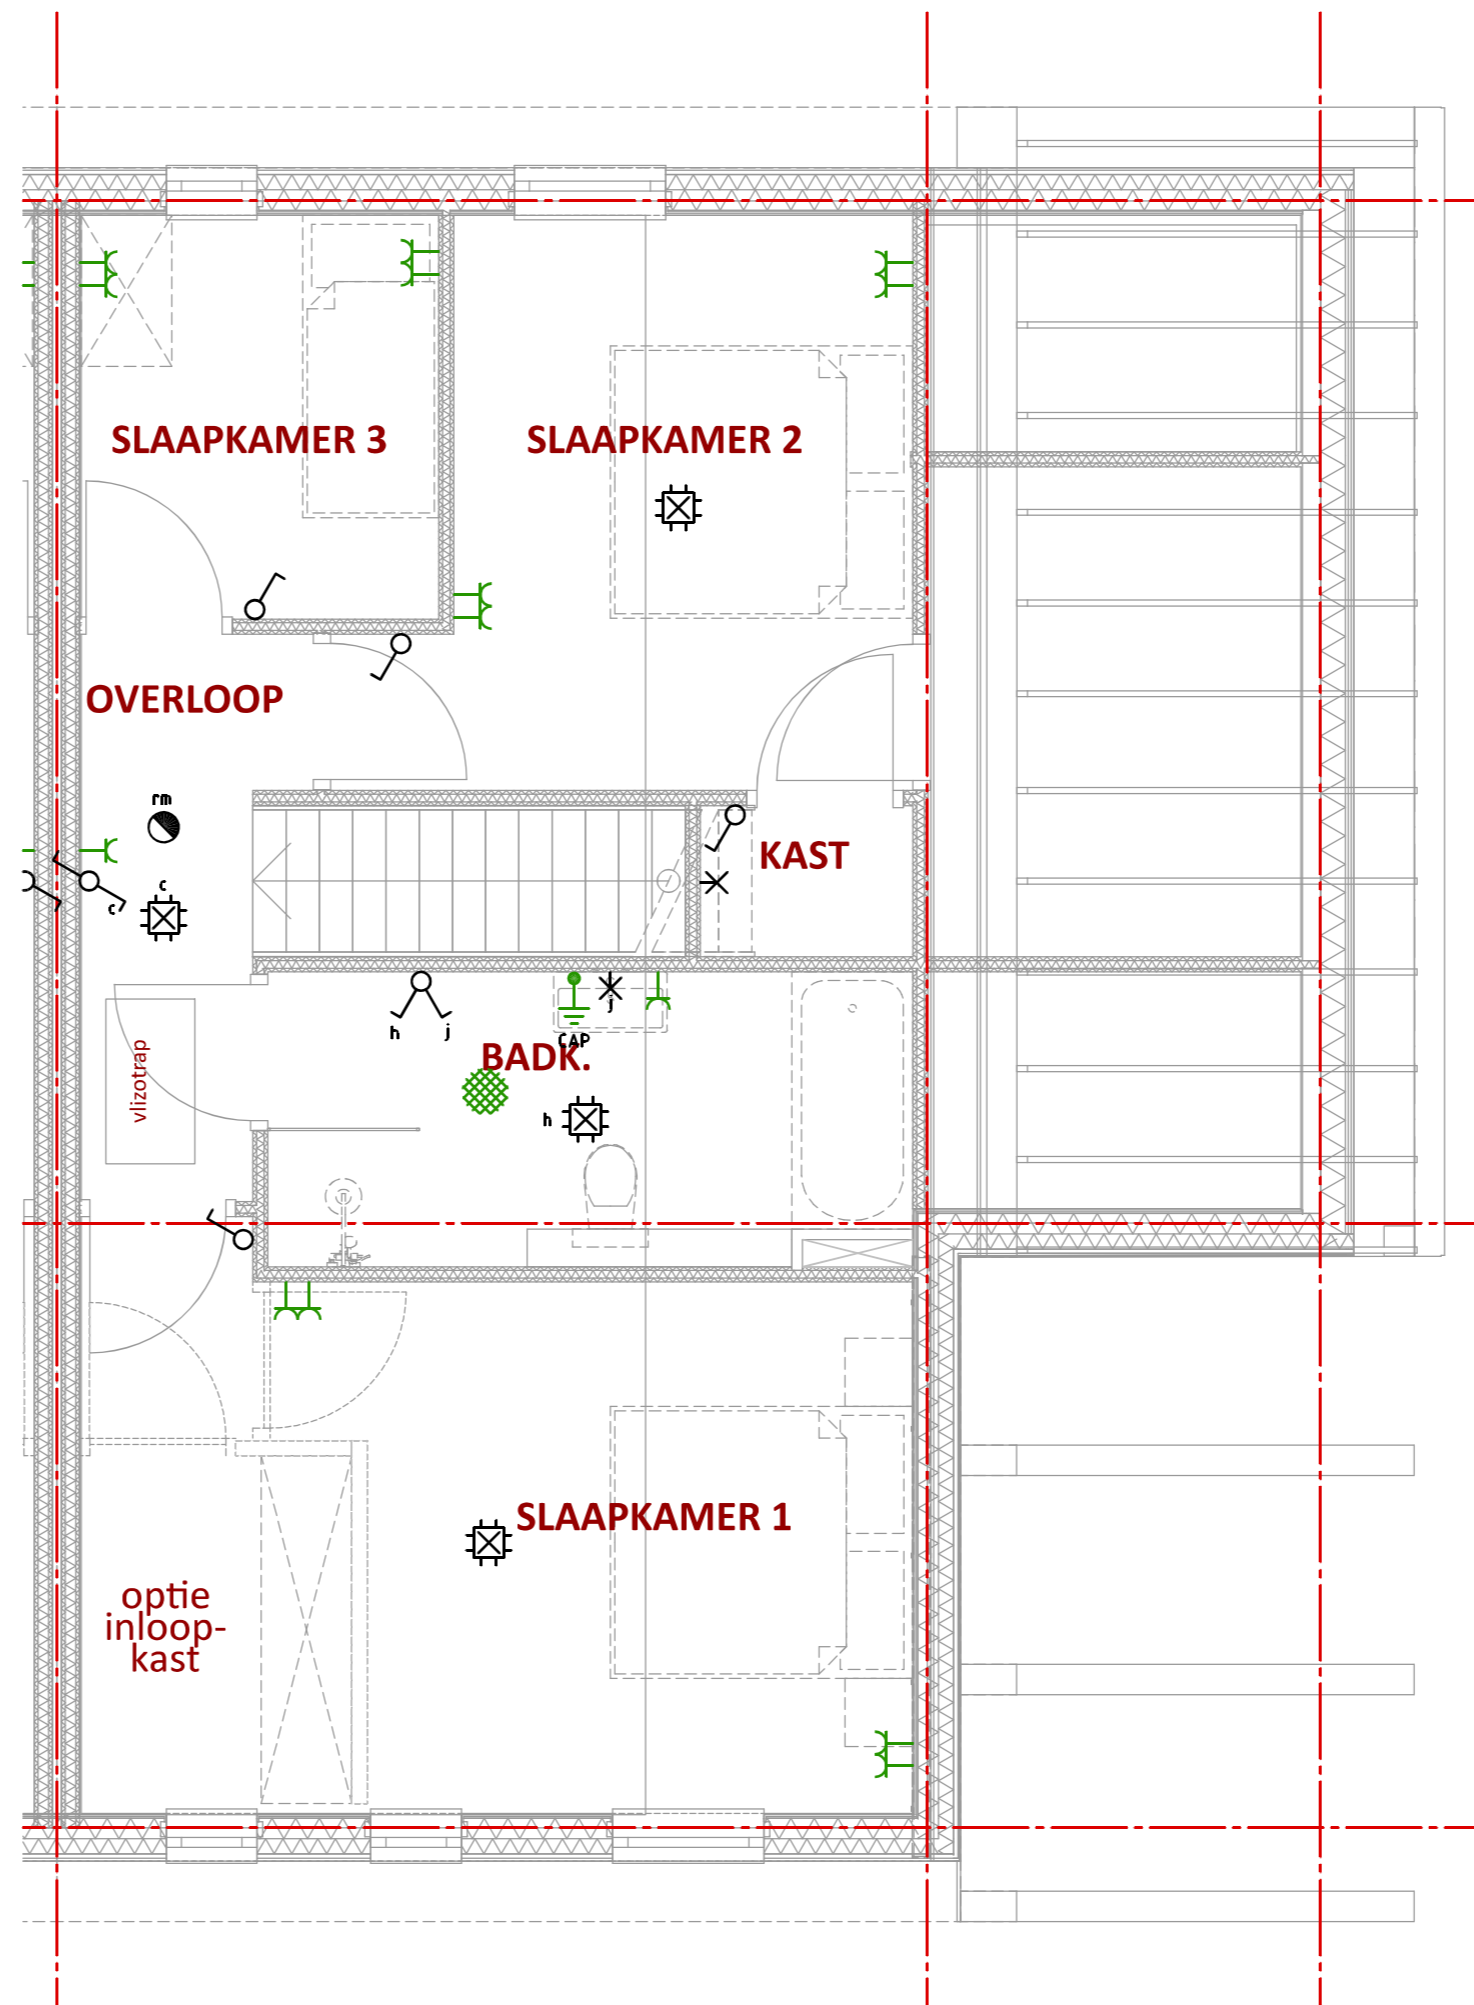 SLAAPKAMER 3
SLAAPKAMER 2
OVERLOOP
rm
KAST
c
c
h
j
j
CAP
BADK.
vlizotrap
h
SLAAPKAMER 1
optie
inloop-
kast